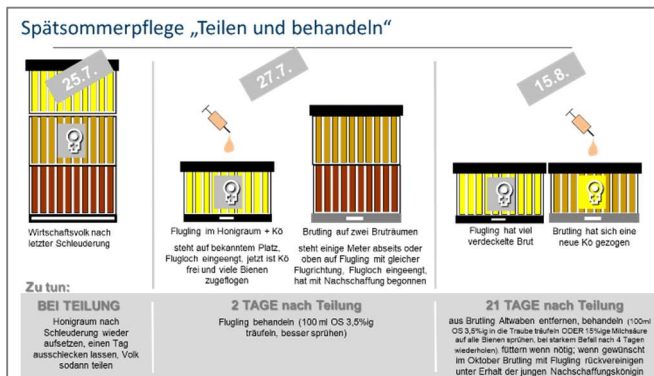 Spätsommerpflege „Teilen und behandeln“
25.7.
27.7.
15.8.
Wirtschaftsvolk nach
letzter Schleuderung
Flugling im Honigraum + Kö
steht auf bekanntem Platz,
Flugloch eingeengt, jetzt ist Kö
frei und viele Bienen
zugeflogen
Brutling auf zwei Bruträumen
steht einige Meter abseits oder
oben auf Flugling mit gleicher
Flugrichtung, Flugloch eingeengt,
hat mit Nachschaffung begonnen
Flugling hat viel
verdeckelte Brut
Brutling hat sich eine
neue Kö gezogen
Zu tun:
BEI TEILUNG
Honigraum nach
Schleuderung wieder
aufsetzen, einen Tag
ausschlecken lassen, Volk
sodann teilen
2 TAGE nach Teilung
Flugling behandeln (100 ml OS 3,5%ig
träufeln, besser sprühen)
21 TAGE nach Teilung
aus Brutling Altwaben entfernen, behandeln (100ml
OS 3,5%ig in die Traube träufeln ODER 15%ige Milchsäure
auf alle Bienen sprühen, bei starkem Befall nach 4 Tagen
wiederholen), füttern wenn nötig; wenn gewünscht
im Oktober Brutling mit Flugling rückvereinigen
unter Erhalt der jungen Nachschaffungskönigin